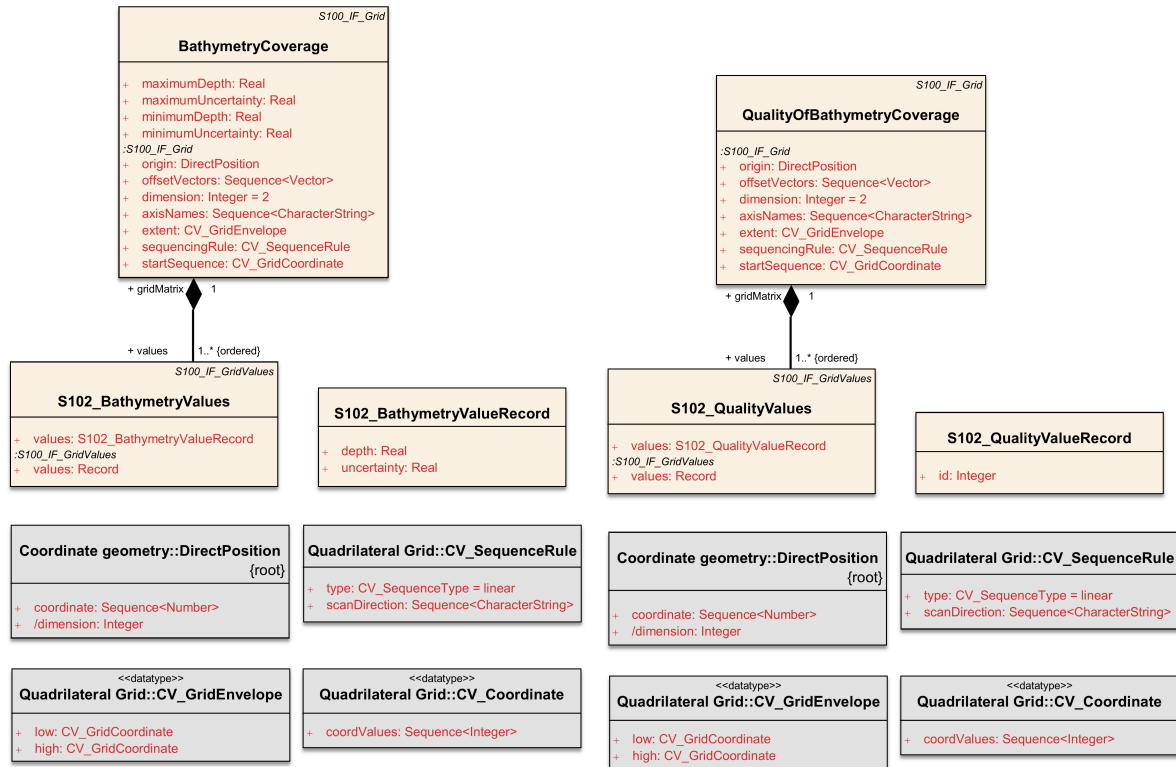 S100_IF_Grid
BathymetryCoverage
+ maximumDepth: Real
+ maximumUncertainty: Real
+ minimumDepth: Real
+ minimumUncertainty: Real
:S100_IF_Grid
+ origin: DirectPosition
+ offsetVectors: Sequence<Vector>
+ dimension: Integer = 2
+ axisNames: Sequence<CharacterString>
+ extent: CV_GridEnvelope
+ sequencingRule: CV_SequenceRule
+ startSequence: CV_GridCoordinate
+ gridMatrix 1
+ values 1..* {ordered}
S100_IF_GridValues
S102_BathymetryValues
+ values: S102_BathymetryValueRecord
:S100_IF_GridValues
+ values: Record
S102_BathymetryValueRecord
+ depth: Real
+ uncertainty: Real
Coordinate geometry::DirectPosition
{root}
+ coordinate: Sequence<Number>
+ /dimension: Integer
Quadrilateral Grid::CV_SequenceRule
+ type: CV_SequenceType = linear
+ scanDirection: Sequence<CharacterString>
<<datatype>>
Quadrilateral Grid::CV_GridEnvelope
+ low: CV_GridCoordinate
+ high: CV_GridCoordinate
<<datatype>>
Quadrilateral Grid::CV_Coordinate
+ coordValues: Sequence<Integer>
S100_IF_Grid
QualityOfBathymetryCoverage
:S100_IF_Grid
+ origin: DirectPosition
+ offsetVectors: Sequence<Vector>
+ dimension: Integer = 2
+ axisNames: Sequence<CharacterString>
+ extent: CV_GridEnvelope
+ sequencingRule: CV_SequenceRule
+ startSequence: CV_GridCoordinate
+ gridMatrix 1
+ values 1..* {ordered}
S100_IF_GridValues
S102_QualityValues
+ values: S102_QualityValueRecord
:S100_IF_GridValues
+ values: Record
S102_QualityValueRecord
+ id: Integer
Coordinate geometry::DirectPosition
{root}
+ coordinate: Sequence<Number>
+ /dimension: Integer
Quadrilateral Grid::CV_SequenceRule
+ type: CV_SequenceType = linear
+ scanDirection: Sequence<CharacterString>
<<datatype>>
Quadrilateral Grid::CV_GridEnvelope
+ low: CV_GridCoordinate
+ high: CV_GridCoordinate
<<datatype>>
Quadrilateral Grid::CV_Coordinate
+ coordValues: Sequence<Integer>